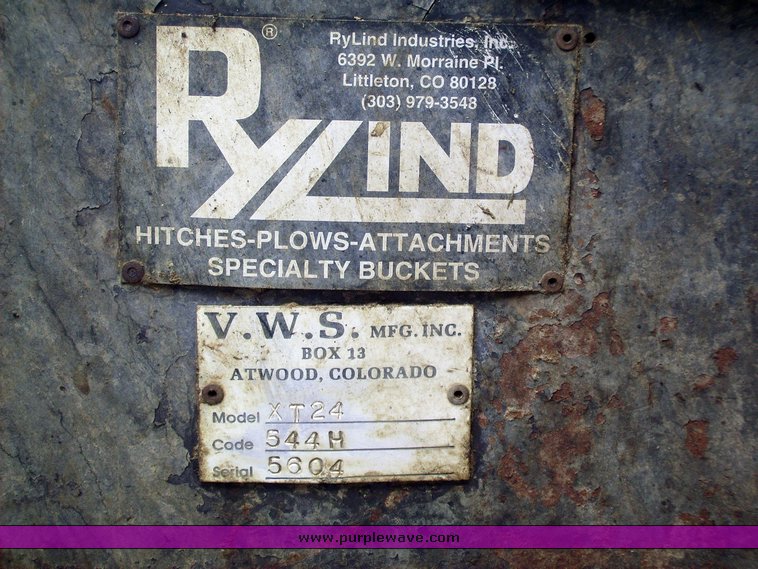 RYLIND®
RyLind Industries, Inc.
6392 W. Morraine Pl.
Littleton, CO 80128
(303) 979-3548
HITCHES-PLOWS-ATTACHMENTS
SPECIALTY BUCKETS
V.W.S. MFG. INC.
BOX 13
ATWOOD, COLORADO
Model XT24
Code 544H
Serial 5604
www.purplewave.com